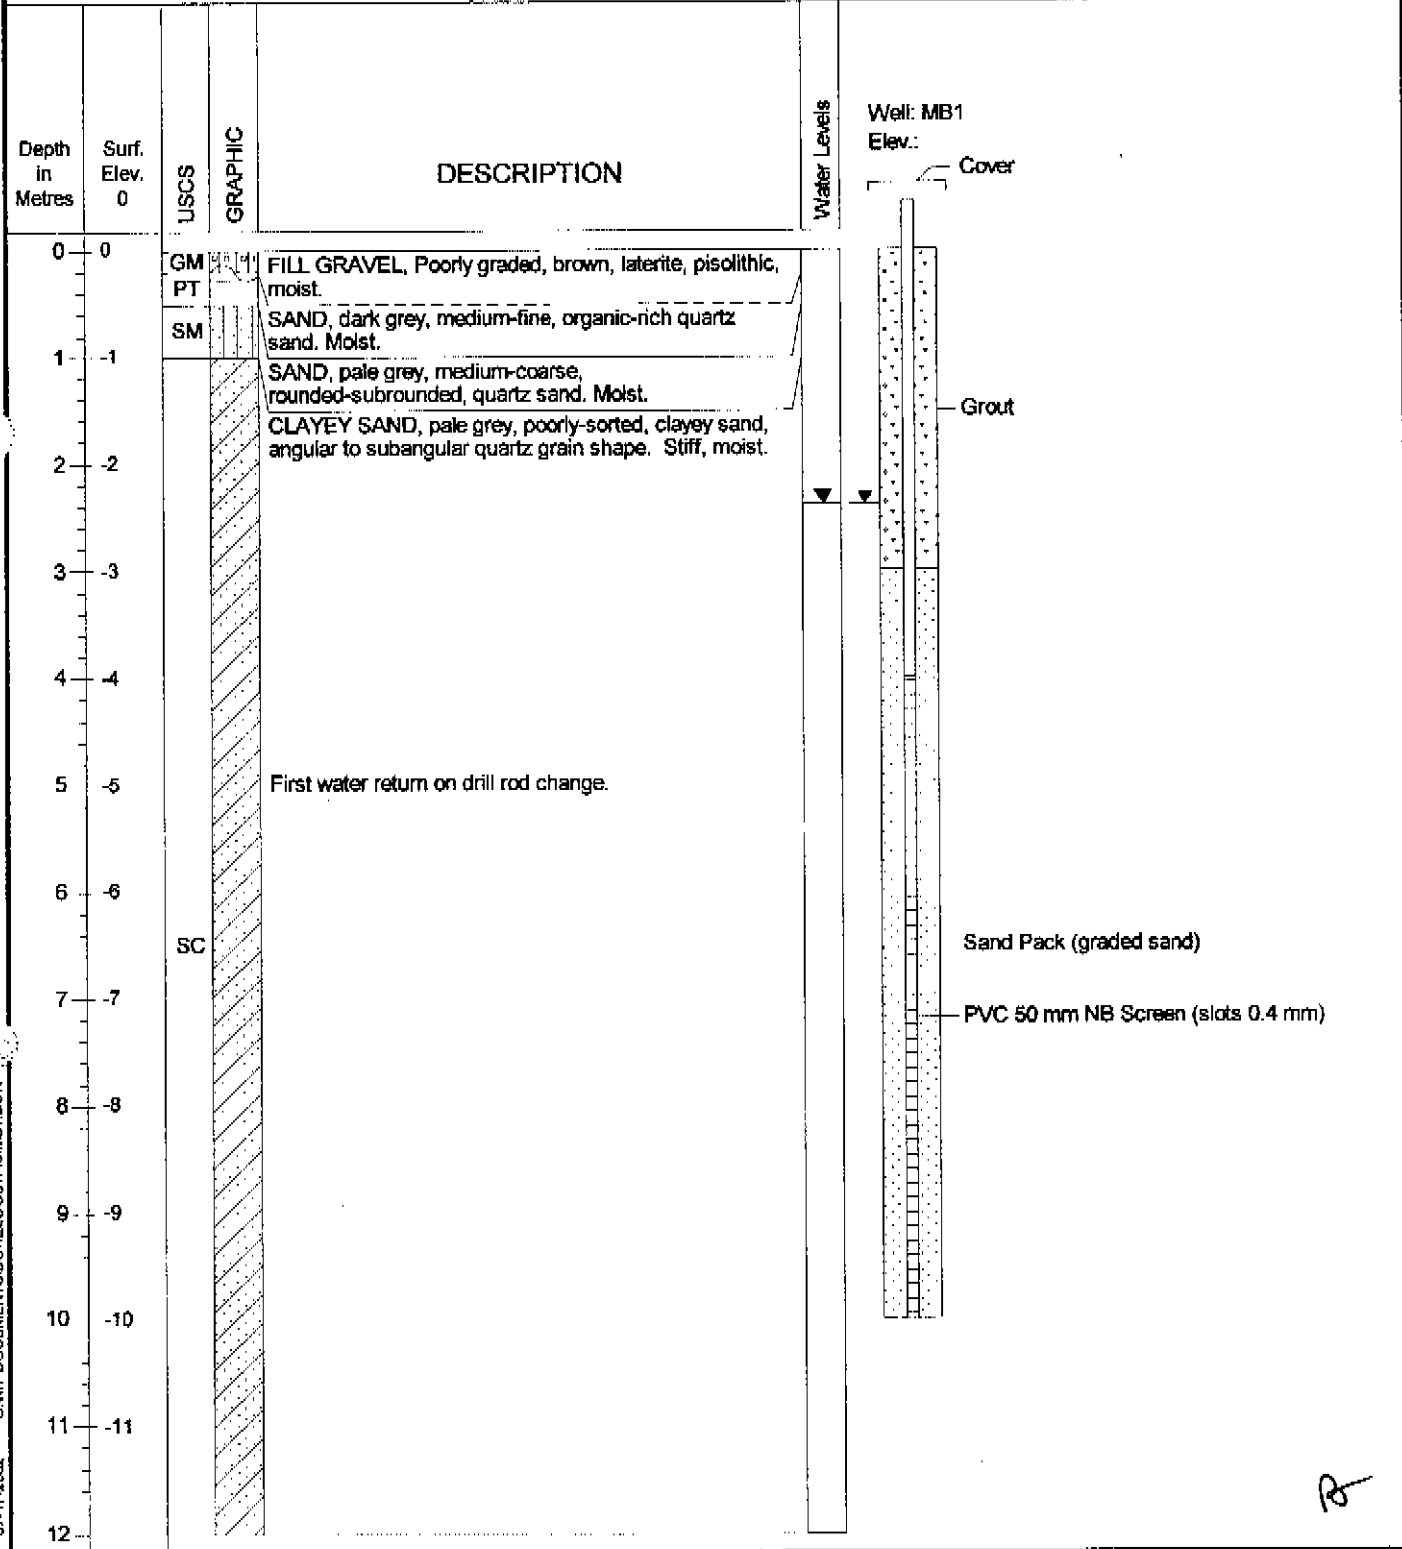 Depth
in
Metres
Surf.
Elev.
0
USCS
GRAPHIC
DESCRIPTION
Water Levels
Well: MB1
Elev.:
Cover
0 0
GM
PT
SM
FILL GRAVEL, Poorly graded, brown, laterite, pisolithic,
moist.
SAND, dark grey, medium-fine, organic-rich quartz
sand. Moist.
1 -1
SAND, pale grey, medium-coarse,
rounded-subrounded, quartz sand. Moist.
Grout
CLAYEY SAND, pale grey, poorly-sorted, clayey sand,
angular to subangular quartz grain shape. Stiff, moist.
2 -2
3 -3
4 -4
5 -5
First water return on drill rod change.
6 -6
SC
Sand Pack (graded sand)
7 -7
PVC 50 mm NB Screen (slots 0.4 mm)
8 -8
9 -9
10 -10
11 -11
12